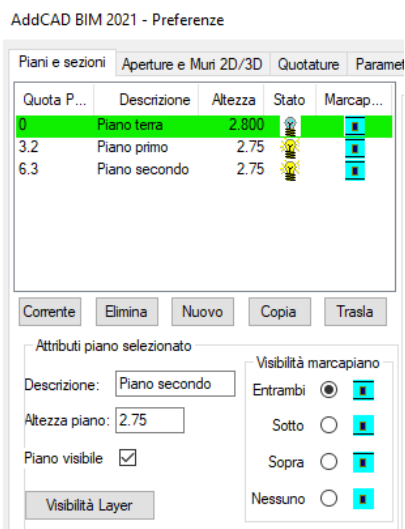 AddCAD BIM 2021 - Preferenze
Piani e sezioni Aperture e Muri 2D/3D Quotature Paramet
Quota P... Descrizione Altezza Stato Marcap...
0 Piano terra 2.800
3.2 Piano primo 2.75
6.3 Piano secondo 2.75
Corrente Elimina Nuovo Copia Trasla
Attributi piano selezionato
Visibilità marcapiano
Descrizione: Piano secondo
Entrambi
Altezza piano: 2.75
Sotto
Piano visibile
Sopra
Nessuno
Visibilità Layer